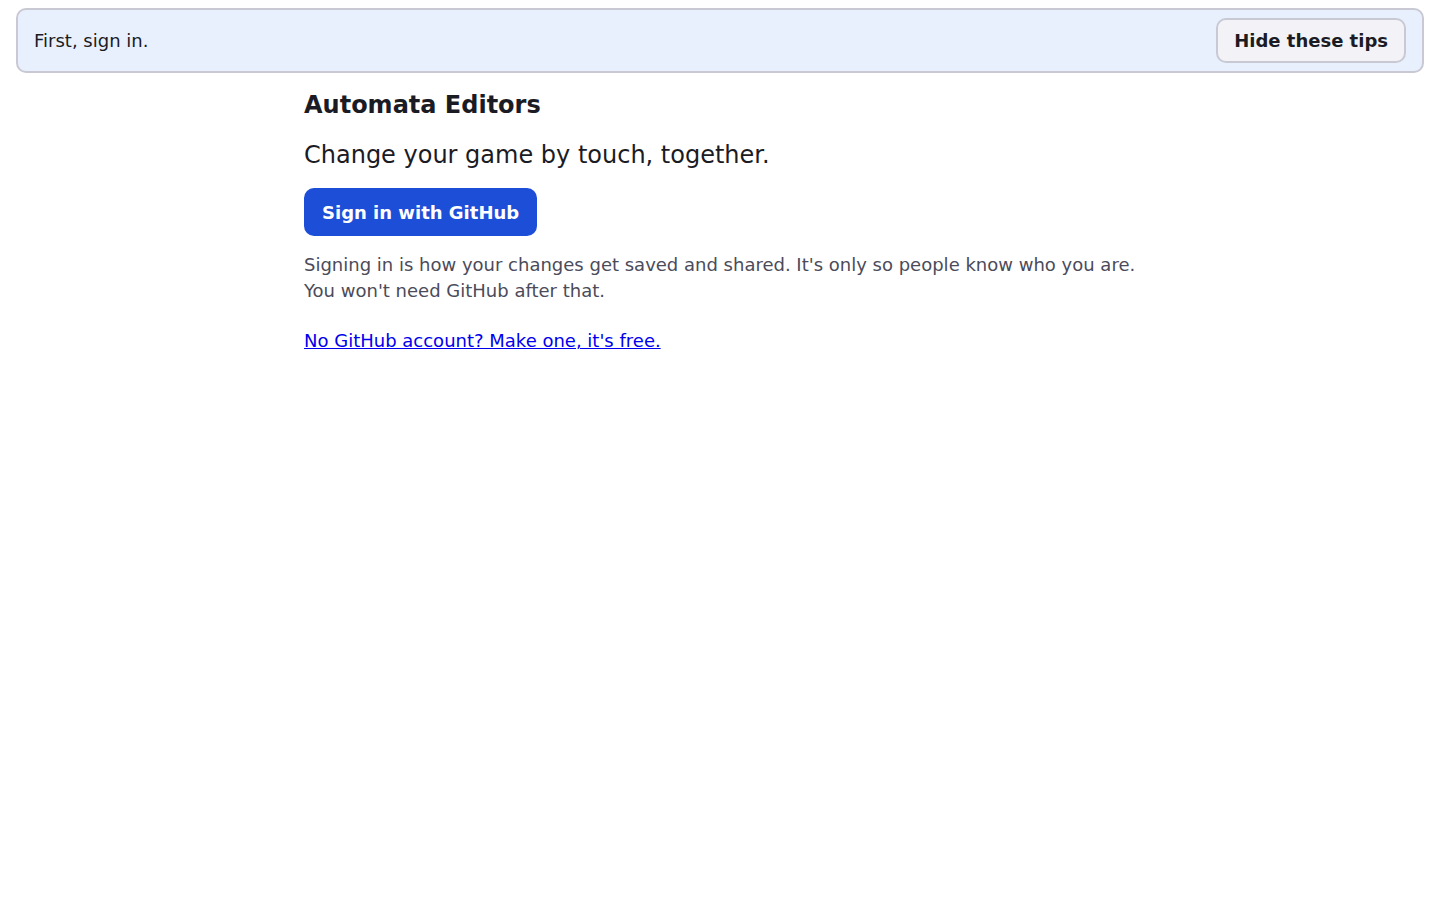 First, sign in.
Hide these tips
Automata Editors
Change your game by touch, together.
Sign in with GitHub
Signing in is how your changes get saved and shared. It's only so people know who you are.
You won't need GitHub after that.
No GitHub account? Make one, it's free.